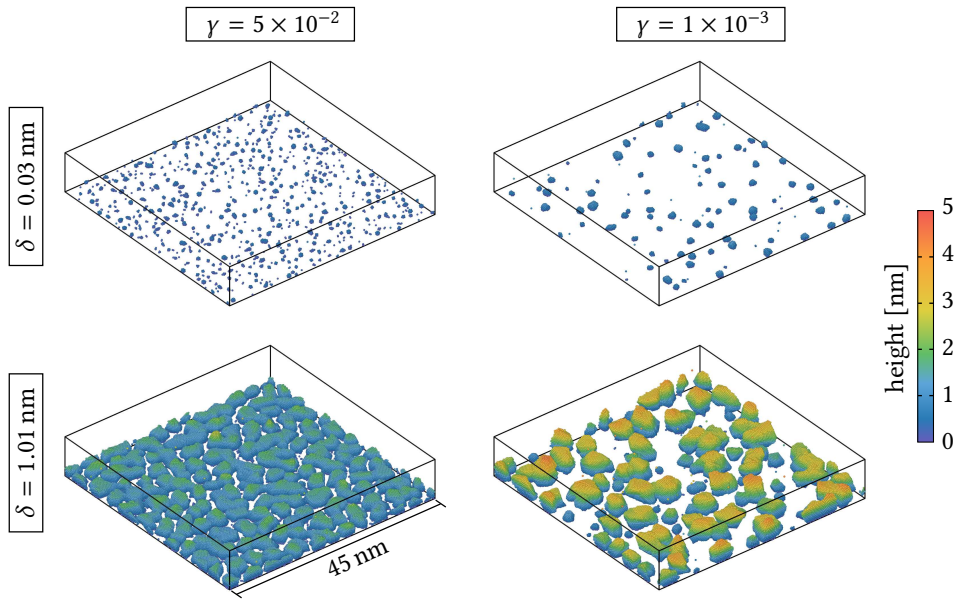 γ = 5 × 10⁻²
γ = 1 × 10⁻³
δ = 0.03 nm
δ = 1.01 nm
45 nm
height [nm]
5
4
3
2
1
0